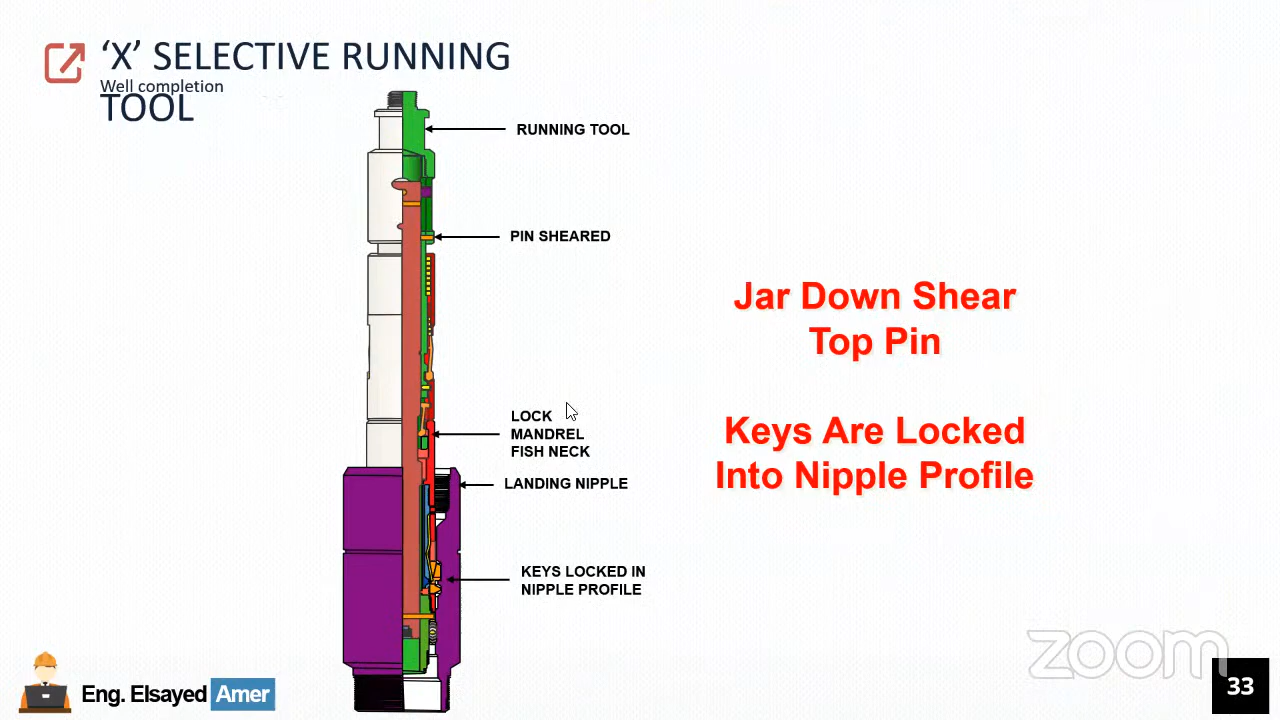 ‘X’ SELECTIVE RUNNING
Well completion
TOOL
RUNNING TOOL
PIN SHEARED
Jar Down Shear
Top Pin
LOCK
MANDREL
FISH NECK
Keys Are Locked
Into Nipple Profile
LANDING NIPPLE
KEYS LOCKED IN
NIPPLE PROFILE
zoom
Eng. Elsayed Amer
33